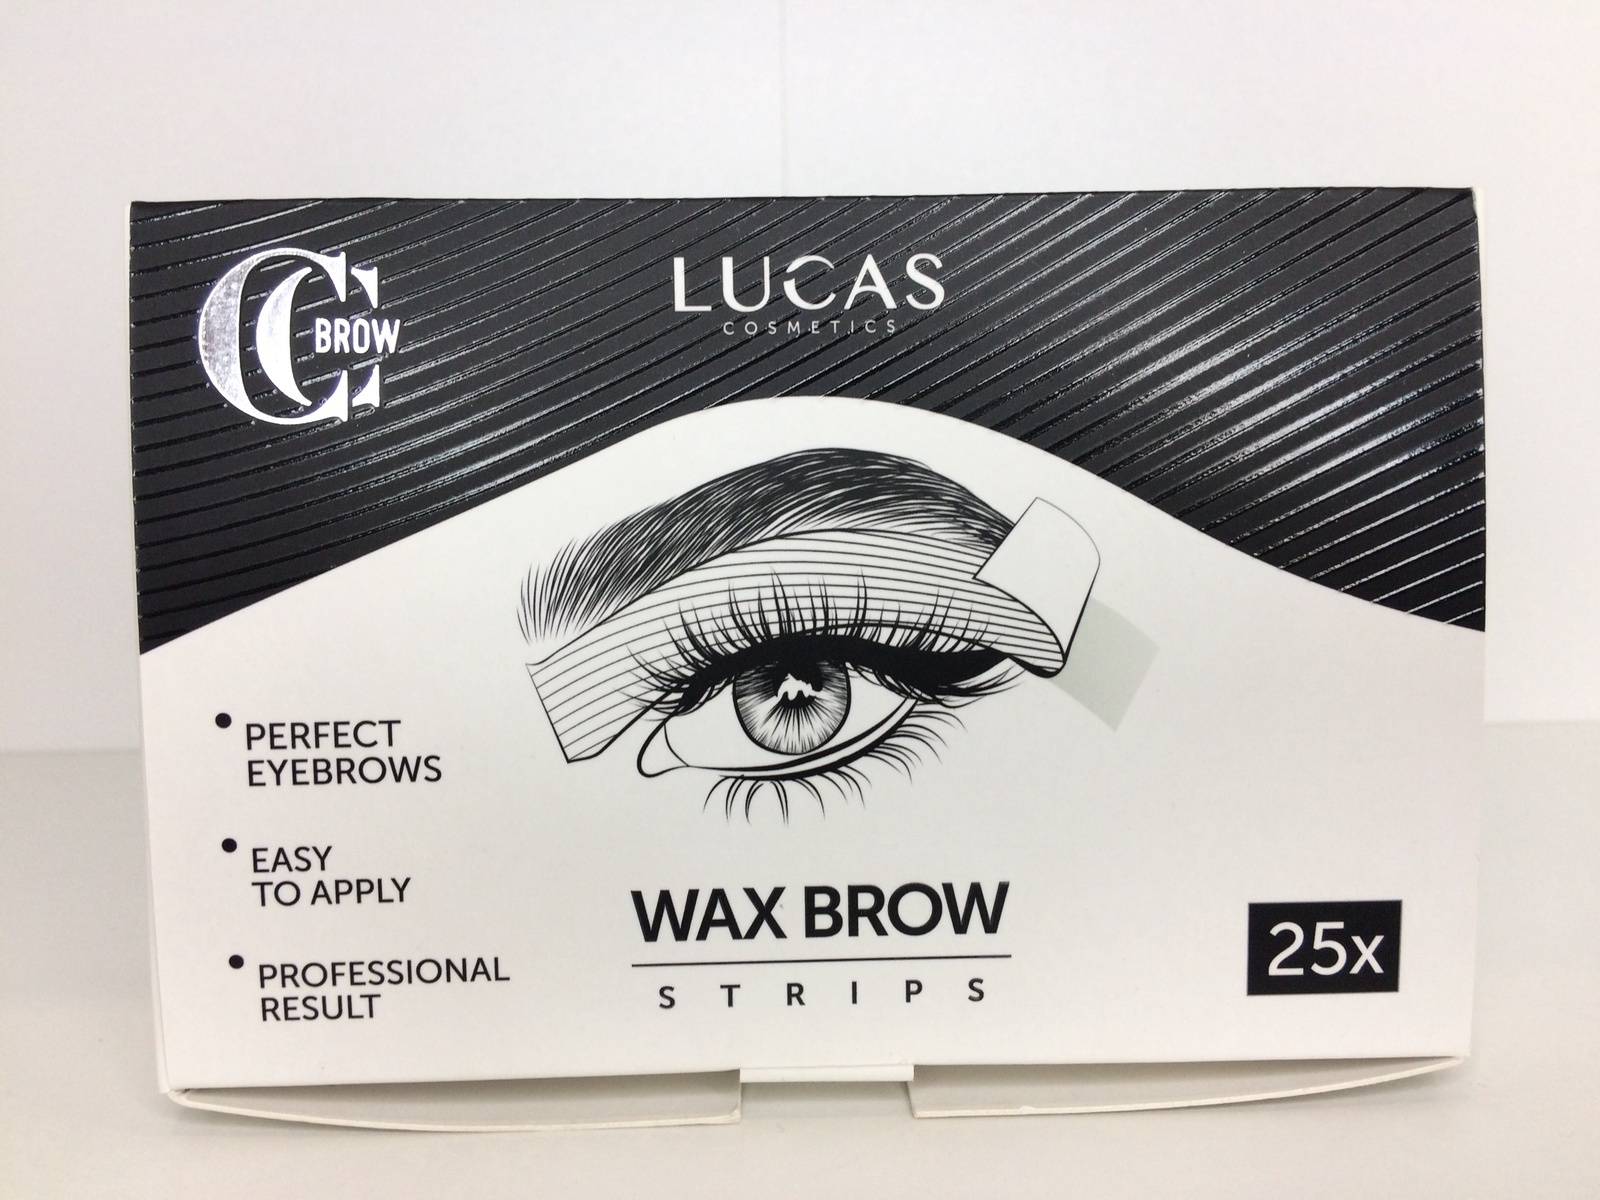 CC BROW
LUCAS
COSMETICS
PERFECT
EYEBROWS
EASY
TO APPLY
PROFESSIONAL
RESULT
WAX BROW
STRIPS
25x